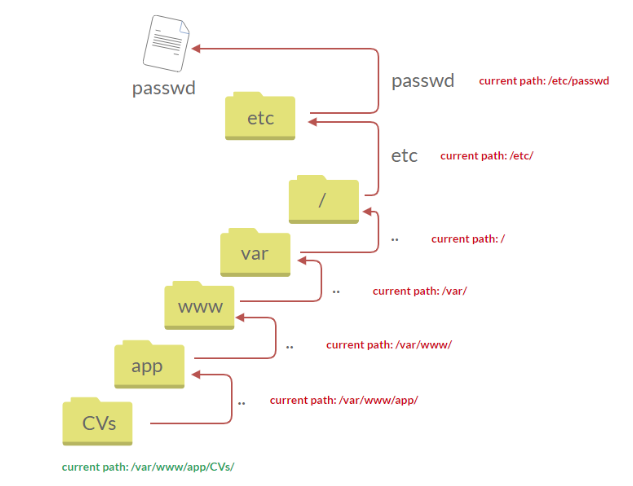 passwd
passwd current path: /etc/passwd
etc
etc current path: /etc/
/
.. current path: /
var
.. current path: /var/
www
.. current path: /var/www/
app
.. current path: /var/www/app/
CVs
current path: /var/www/app/CVs/